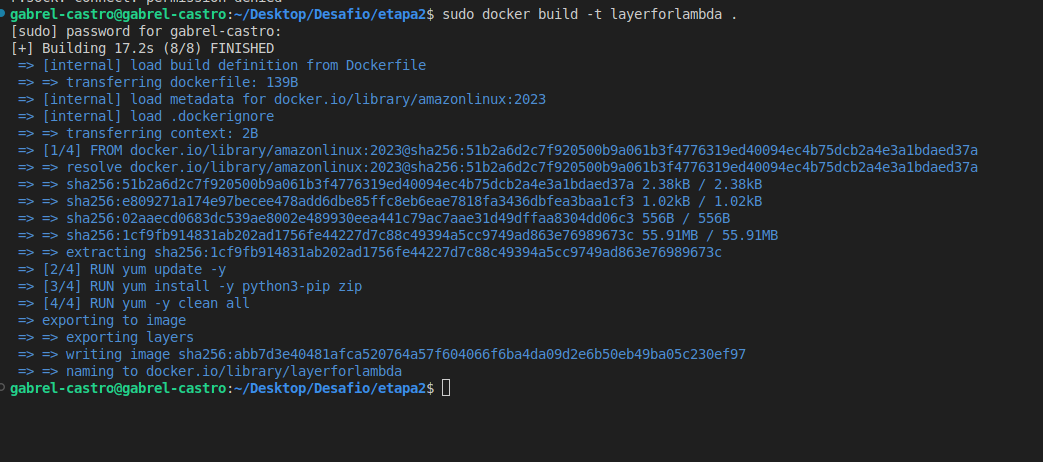 gabrel-castro@gabrel-castro:~/Desktop/Desafio/etapa2$ sudo docker build -t layerforlambda .
[sudo] password for gabrel-castro:
[+] Building 17.2s (8/8) FINISHED
=> [internal] load build definition from Dockerfile
=> => transferring dockerfile: 139B
=> [internal] load metadata for docker.io/library/amazonlinux:2023
=> [internal] load .dockerignore
=> => transferring context: 2B
=> [1/4] FROM docker.io/library/amazonlinux:2023@sha256:51b2a6d2c7f920500b9a061b3f4776319ed40094ec4b75dcb2a4e3a1bdaed37a
=> => resolve docker.io/library/amazonlinux:2023@sha256:51b2a6d2c7f920500b9a061b3f4776319ed40094ec4b75dcb2a4e3a1bdaed37a
=> => sha256:51b2a6d2c7f920500b9a061b3f4776319ed40094ec4b75dcb2a4e3a1bdaed37a 2.38kB / 2.38kB
=> => sha256:e809271a174e97becee478add6dbe85ffc8eb6eae7818fa3436dbfea3baa1cf3 1.02kB / 1.02kB
=> => sha256:02aaecd0683dc539ae8002e489930eea441c79ac7aae31d49dffaa8304dd06c3 556B / 556B
=> => sha256:1cf9fb914831ab202ad1756fe44227d7c88c49394a5cc9749ad863e76989673c 55.91MB / 55.91MB
=> => extracting sha256:1cf9fb914831ab202ad1756fe44227d7c88c49394a5cc9749ad863e76989673c
=> [2/4] RUN yum update -y
=> [3/4] RUN yum install -y python3-pip zip
=> [4/4] RUN yum -y clean all
=> exporting to image
=> => exporting layers
=> => writing image sha256:abb7d3e40481afca520764a57f604066f6ba4da09d2e6b50eb49ba05c230ef97
=> => naming to docker.io/library/layerforlambda
gabrel-castro@gabrel-castro:~/Desktop/Desafio/etapa2$